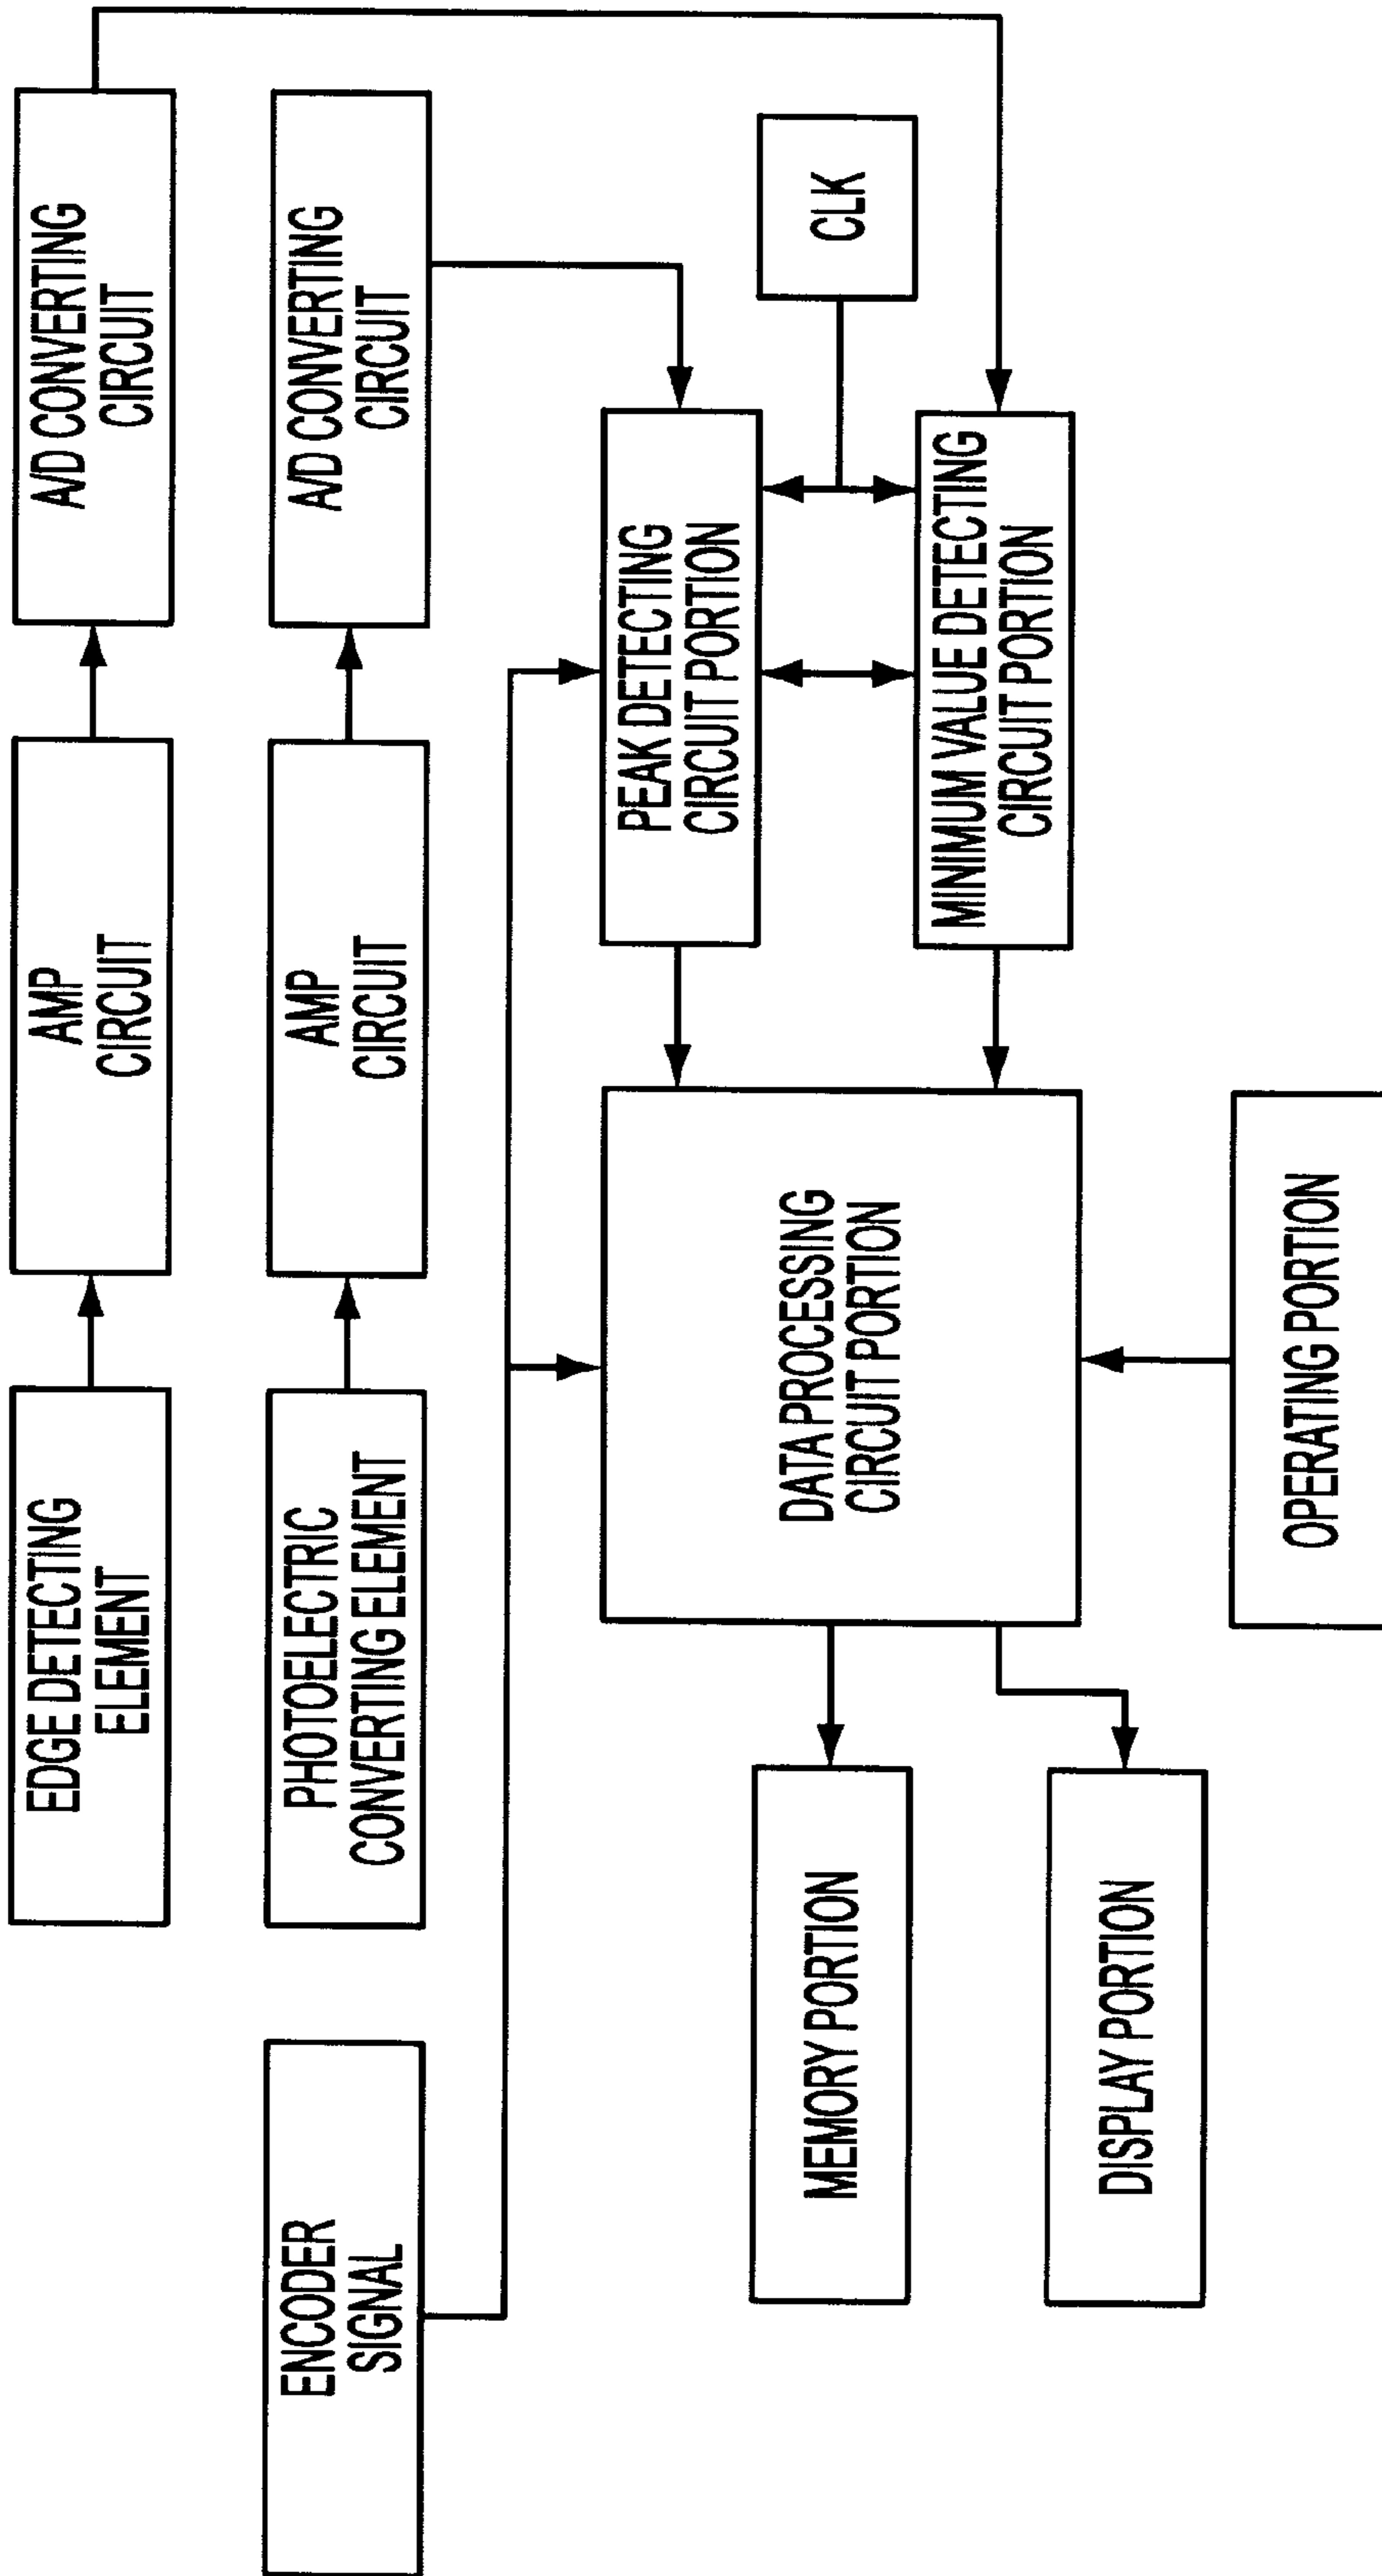 EDGE DETECTING
ELEMENT
AMP
CIRCUIT
A/D CONVERTING
CIRCUIT
PHOTOELECTRIC
CONVERTING ELEMENT
AMP
CIRCUIT
A/D CONVERTING
CIRCUIT
ENCODER
SIGNAL
PEAK DETECTING
CIRCUIT PORTION
CLK
DATA PROCESSING
CIRCUIT PORTION
MINIMUM VALUE DETECTING
CIRCUIT PORTION
MEMORY PORTION
DISPLAY PORTION
OPERATING PORTION